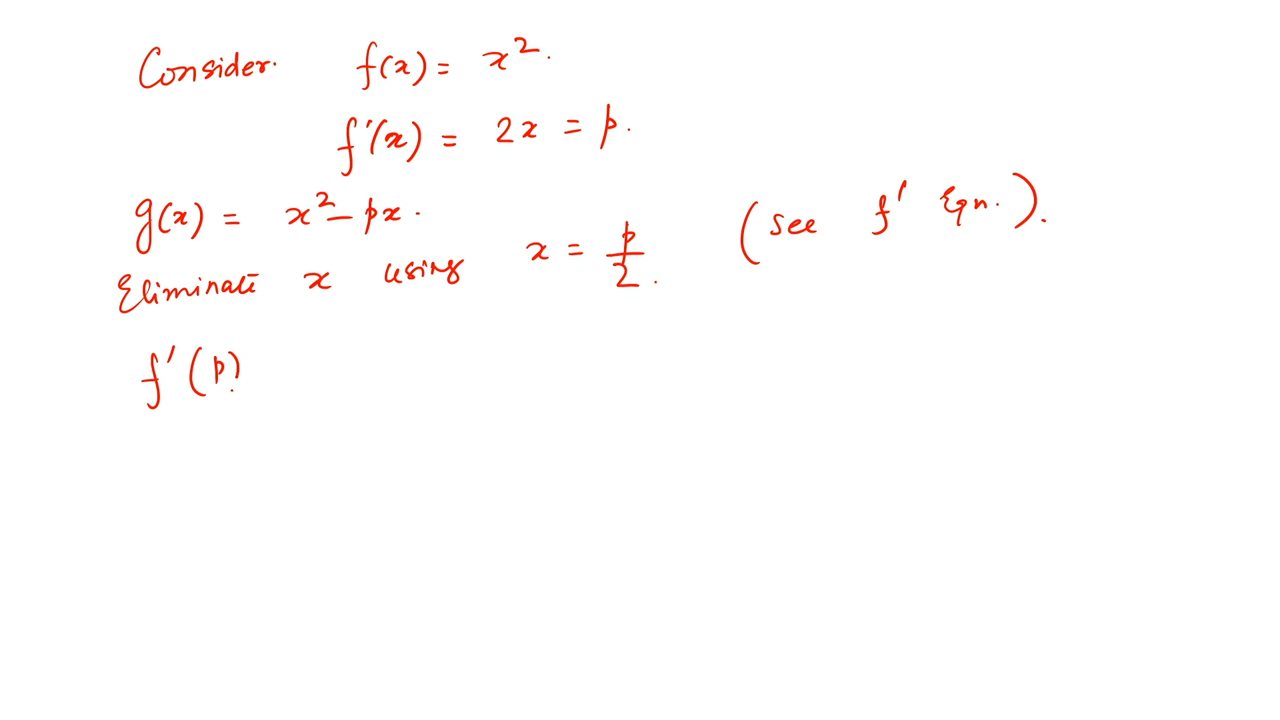 Consider. f(x) = x².
f'(x) = 2x = p.
g(x) = x² - px.
Eliminate x using x = p/2. (see f' Eqn.).
f'(p)